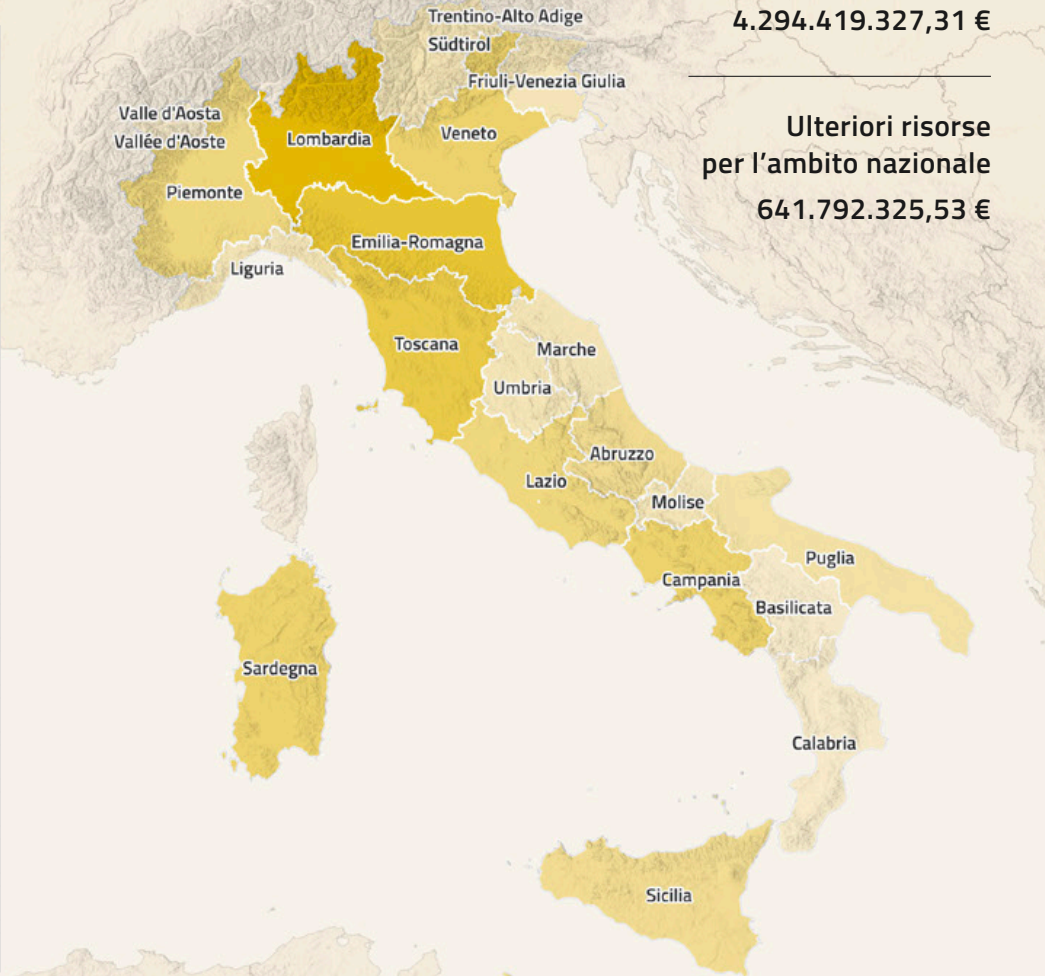 4.294.419.327,31 €
Ulteriori risorse
per l'ambito nazionale
641.792.325,53 €
Trentino-Alto Adige
Südtirol
Friuli-Venezia Giulia
Valle d'Aosta
Vallée d'Aoste
Lombardia
Veneto
Piemonte
Emilia-Romagna
Liguria
Toscana
Marche
Umbria
Abruzzo
Lazio
Molise
Puglia
Campania
Basilicata
Sardegna
Calabria
Sicilia